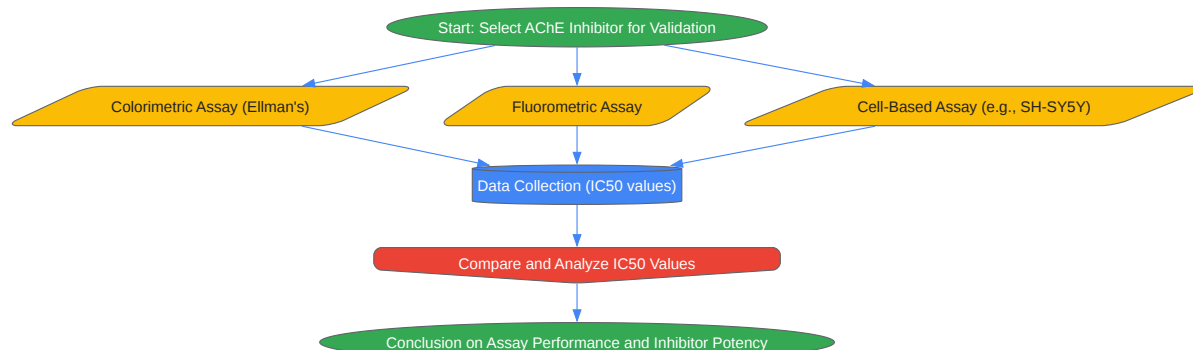 Start: Select AChE Inhibitor for Validation
Colorimetric Assay (Ellman's)
Fluorometric Assay
Cell-Based Assay (e.g., SH-SY5Y)
Data Collection (IC50 values)
Compare and Analyze IC50 Values
Conclusion on Assay Performance and Inhibitor Potency